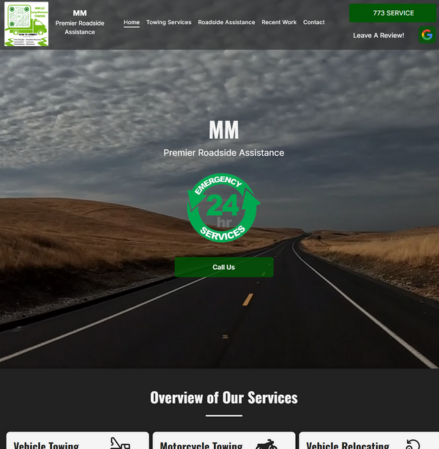 MM
Premier Roadside
Assistance
Home Towing Services Roadside Assistance Recent Work Contact
773 SERVICE
Leave A Review!
MM
Premier Roadside Assistance
EMERGENCY
24
hr
SERVICES
Call Us
Overview of Our Services
Vehicle Towing
Motorcycle Towing
Vehicle Relocating